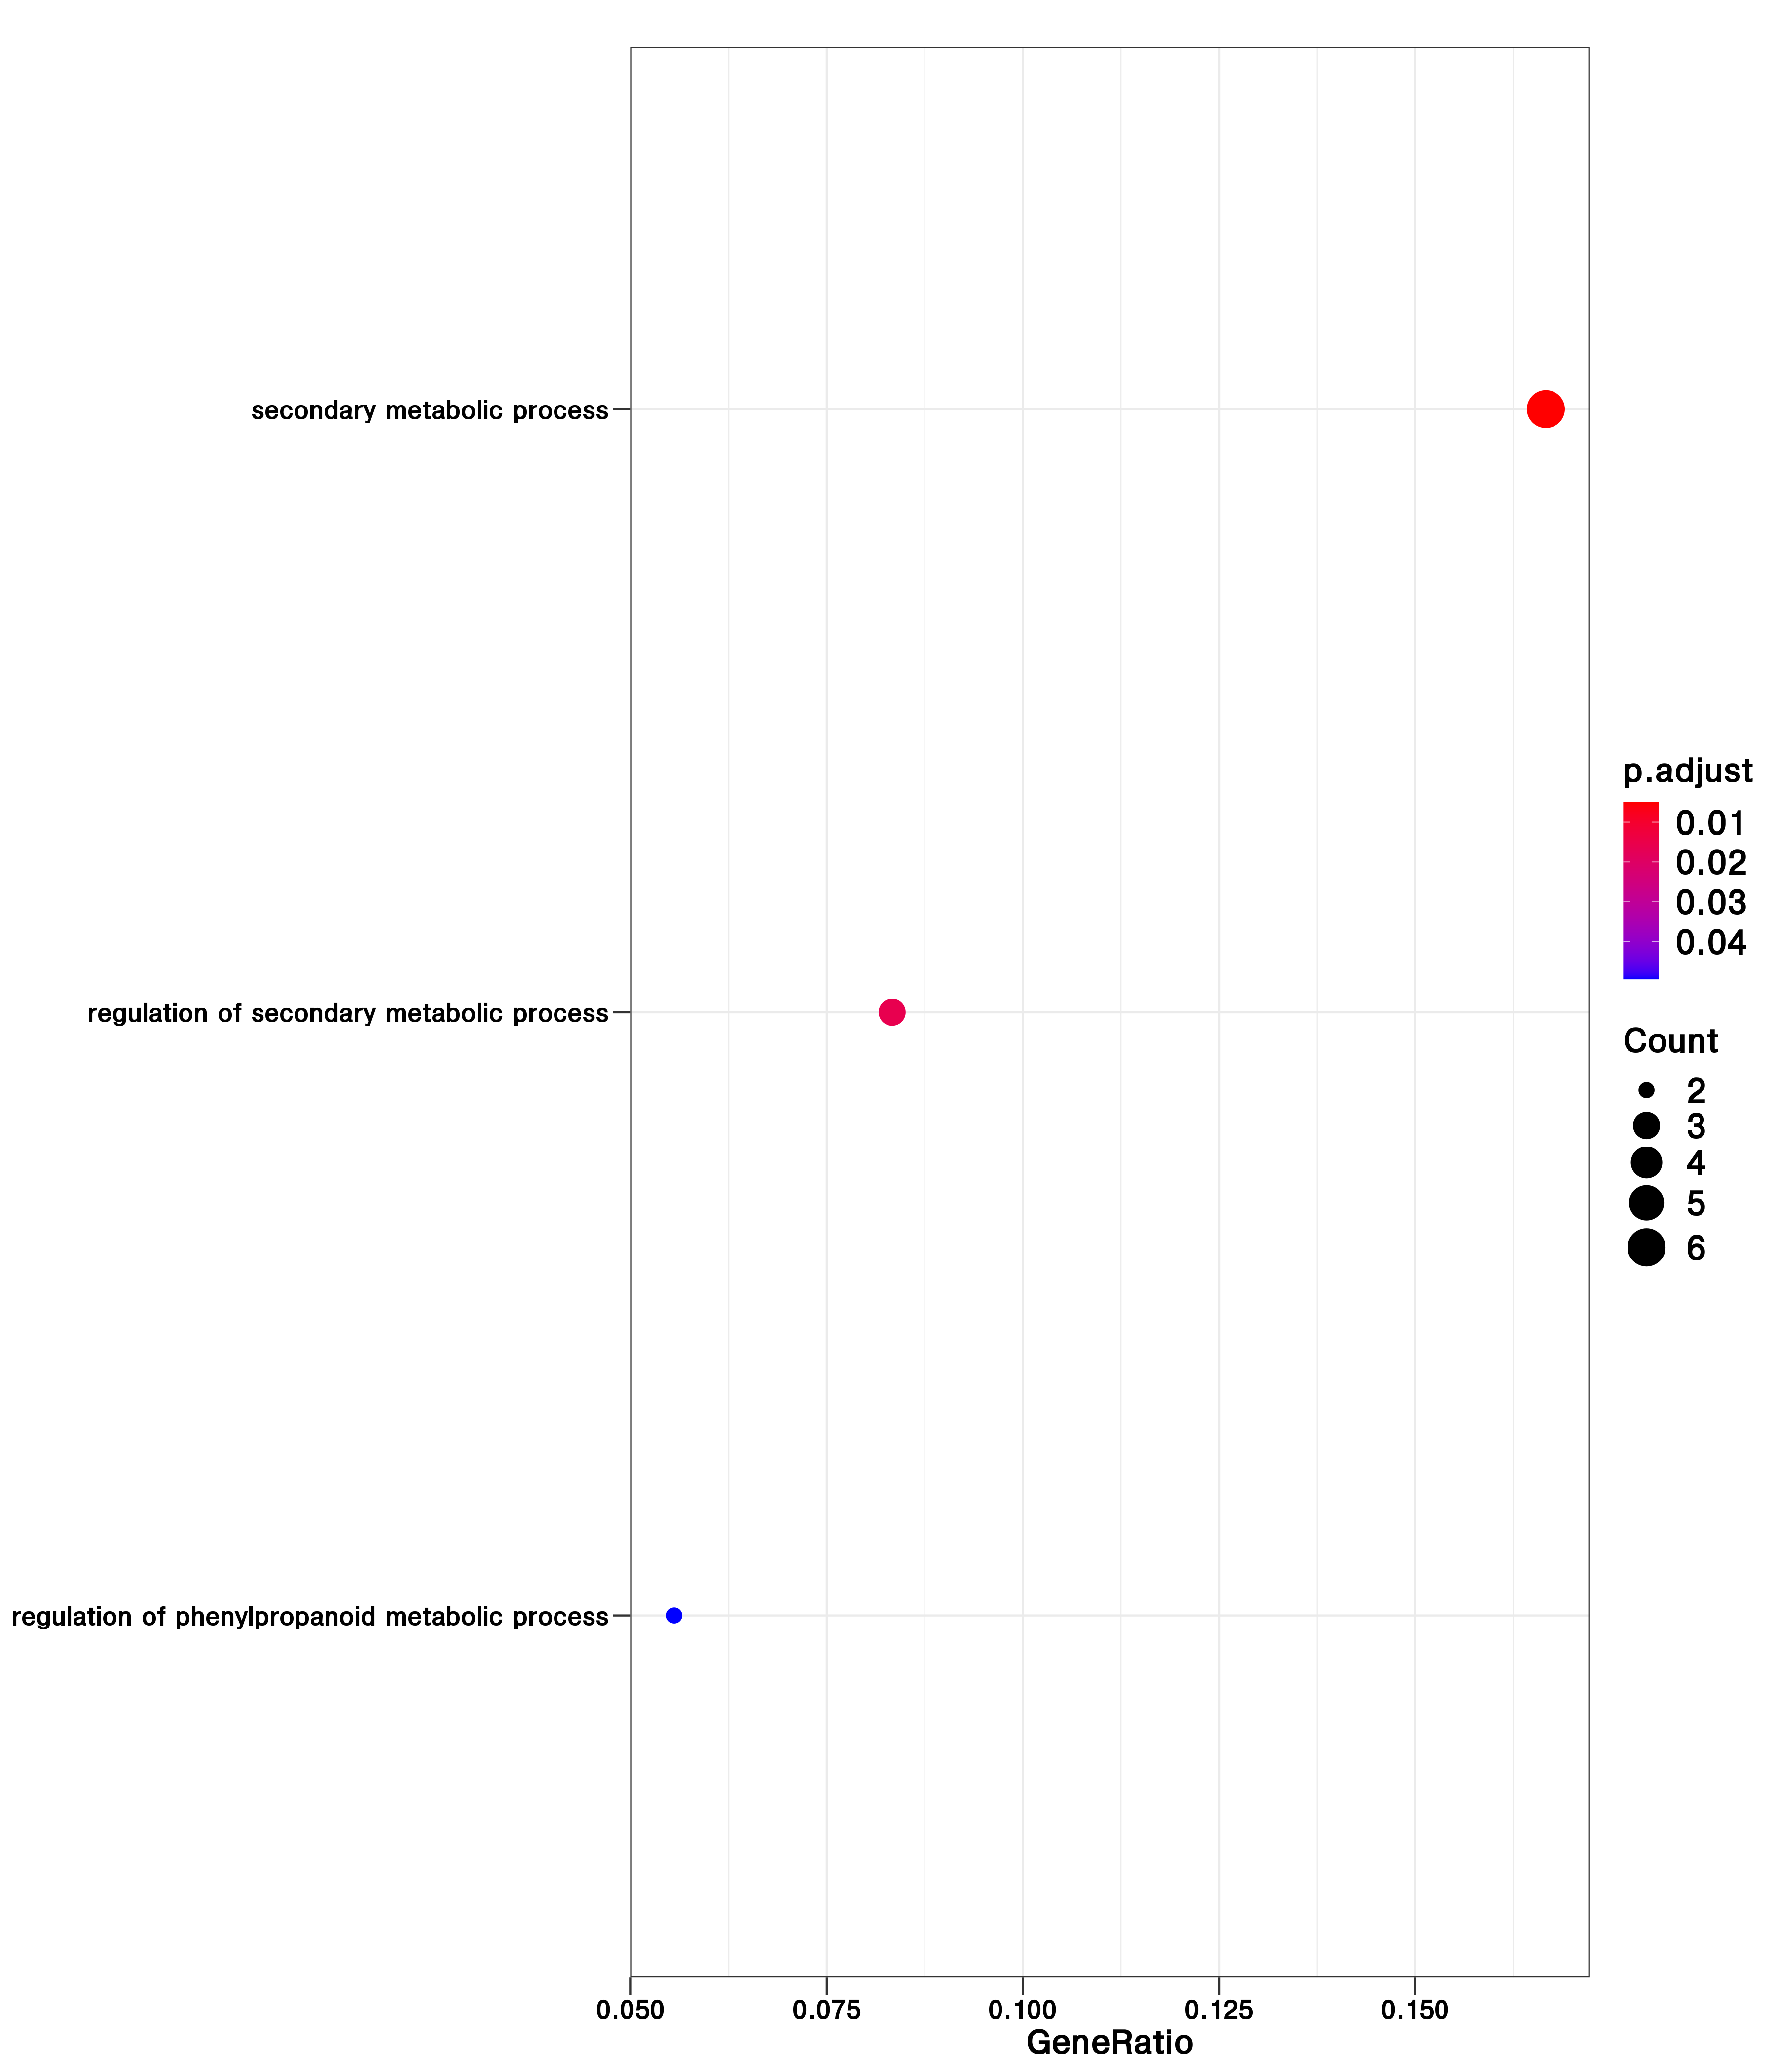 secondary metabolic process
regulation of secondary metabolic process
regulation of phenylpropanoid metabolic process
0.050
0.075
0.100
0.125
0.150
GeneRatio
p.adjust
0.01
0.02
0.03
0.04
Count
2
3
4
5
6